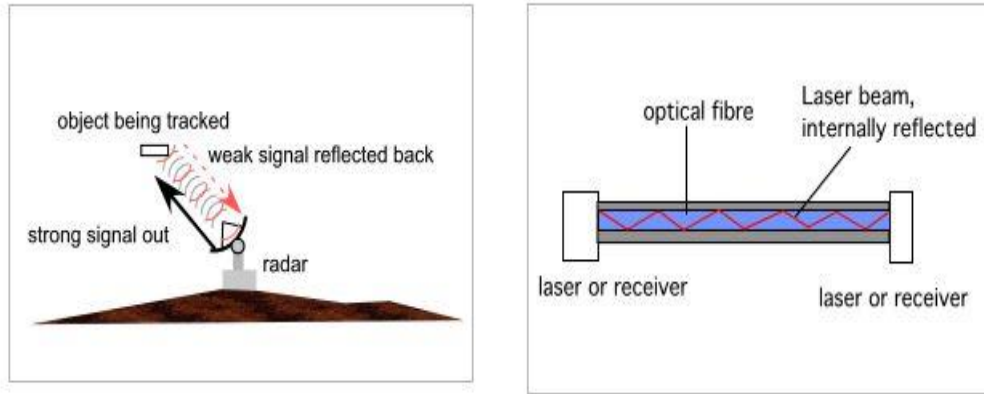 object being tracked
weak signal reflected back
strong signal out
radar
optical fibre
Laser beam,
internally reflected
laser or receiver
laser or receiver